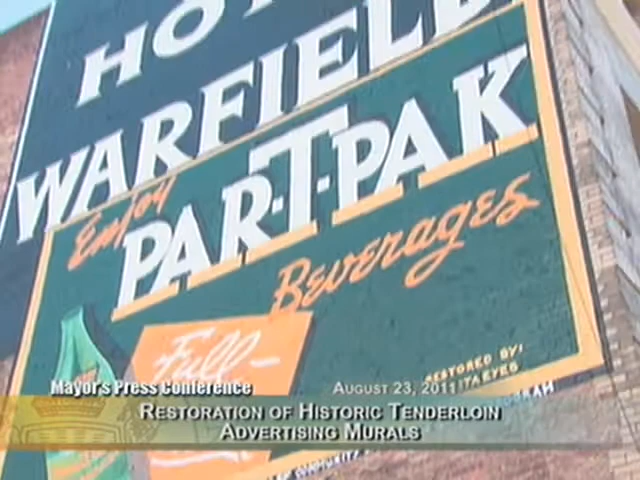 HOT
WARFIELD
Enjoy
PAR-T-PAK
Beverages
Full
RESTORED BY:
Mayor's Press Conference
August 23, 2011
Restoration of Historic Tenderloin
Advertising Murals